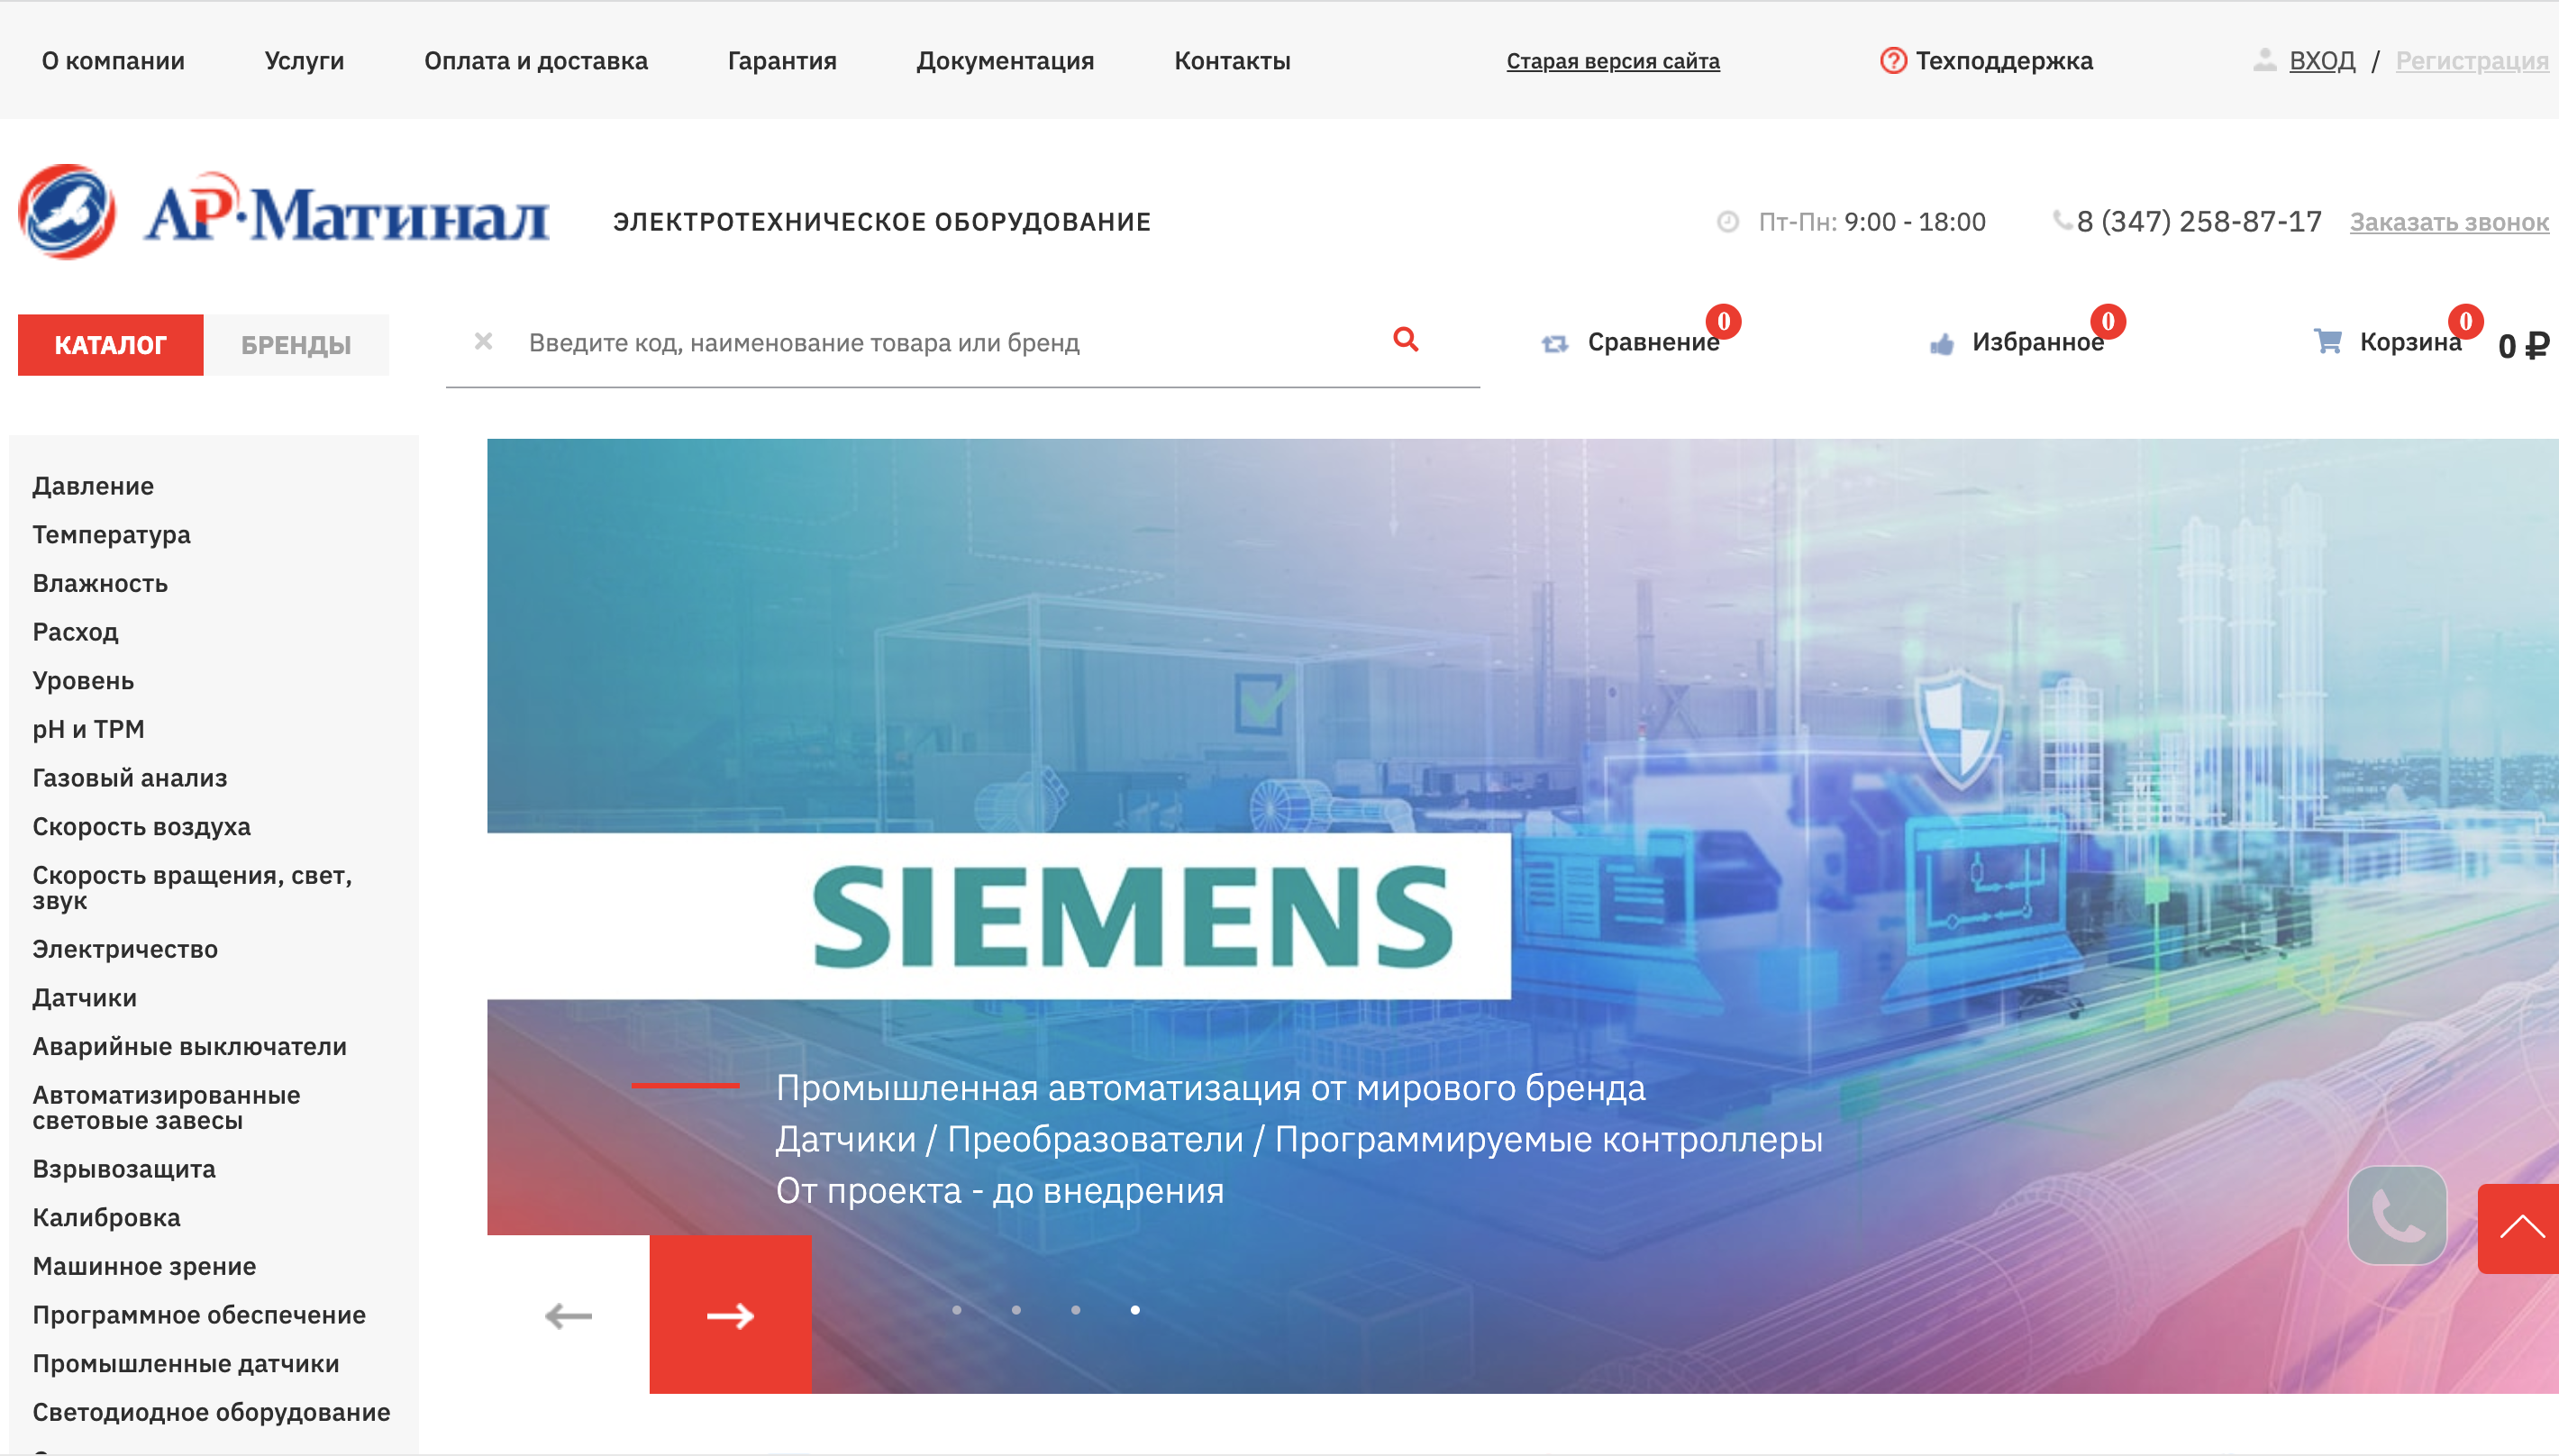 О компании
Услуги
Оплата и доставка
Гарантия
Документация
Контакты
Старая версия сайта
Техподдержка
ВХОД / Регистрация
АР·Матинал
ЭЛЕКТРОТЕХНИЧЕСКОЕ ОБОРУДОВАНИЕ
Пт-Пн: 9:00 - 18:00
8 (347) 258-87-17
Заказать звонок
КАТАЛОГ
БРЕНДЫ
Введите код, наименование товара или бренд
Сравнение 0
Избранное 0
Корзина 0
0 ₽
Давление
Температура
Влажность
Расход
Уровень
pH и ТРМ
Газовый анализ
Скорость воздуха
Скорость вращения, свет,
звук
Электричество
Датчики
Аварийные выключатели
Автоматизированные
световые завесы
Взрывозащита
Калибровка
Машинное зрение
Программное обеспечение
Промышленные датчики
Светодиодное оборудование
SIEMENS
Промышленная автоматизация от мирового бренда
Датчики / Преобразователи / Программируемые контроллеры
От проекта - до внедрения